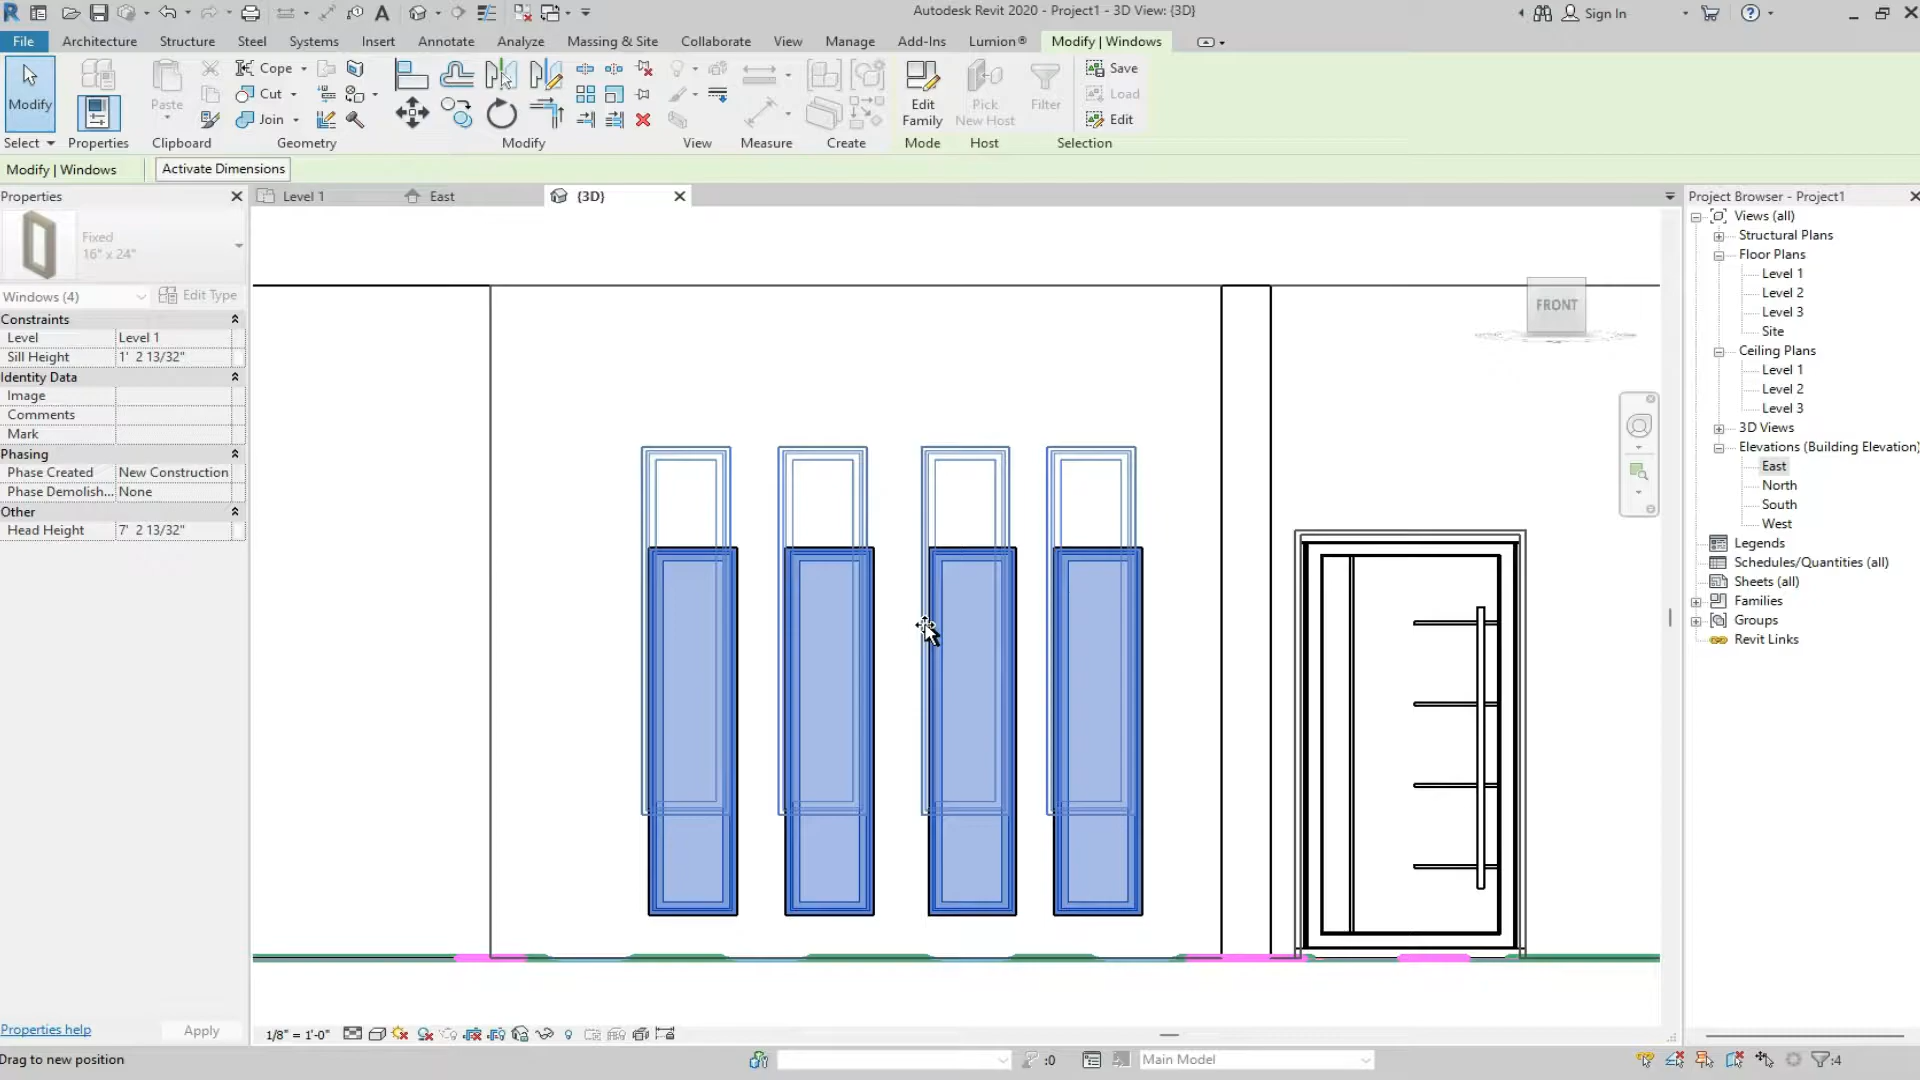 Autodesk Revit 2020 - Project1 - 3D View: {3D}
Sign In
File Architecture Structure Steel Systems Insert Annotate Analyze Massing & Site Collaborate View Manage Add-Ins Lumion® Modify | Windows
Modify
Paste
Cope
Cut
Join
Edit
Family
Pick
New Host
Filter
Save
Load
Edit
Select Properties Clipboard Geometry Modify View Measure Create Mode Host Selection
Modify | Windows Activate Dimensions
Properties
Fixed
16" x 24"
Windows (4) Edit Type
Constraints
Level Level 1
Sill Height 1' 2 13/32"
Identity Data
Image
Comments
Mark
Phasing
Phase Created New Construction
Phase Demolish... None
Other
Head Height 7' 2 13/32"
Properties help Apply
Level 1 East {3D}
FRONT
Project Browser - Project1
Views (all)
Structural Plans
Floor Plans
Level 1
Level 2
Level 3
Site
Ceiling Plans
Level 1
Level 2
Level 3
3D Views
Elevations (Building Elevation)
East
North
South
West
Legends
Schedules/Quantities (all)
Sheets (all)
Families
Groups
Revit Links
1/8" = 1'-0"
Drag to new position
:0
Main Model
:4